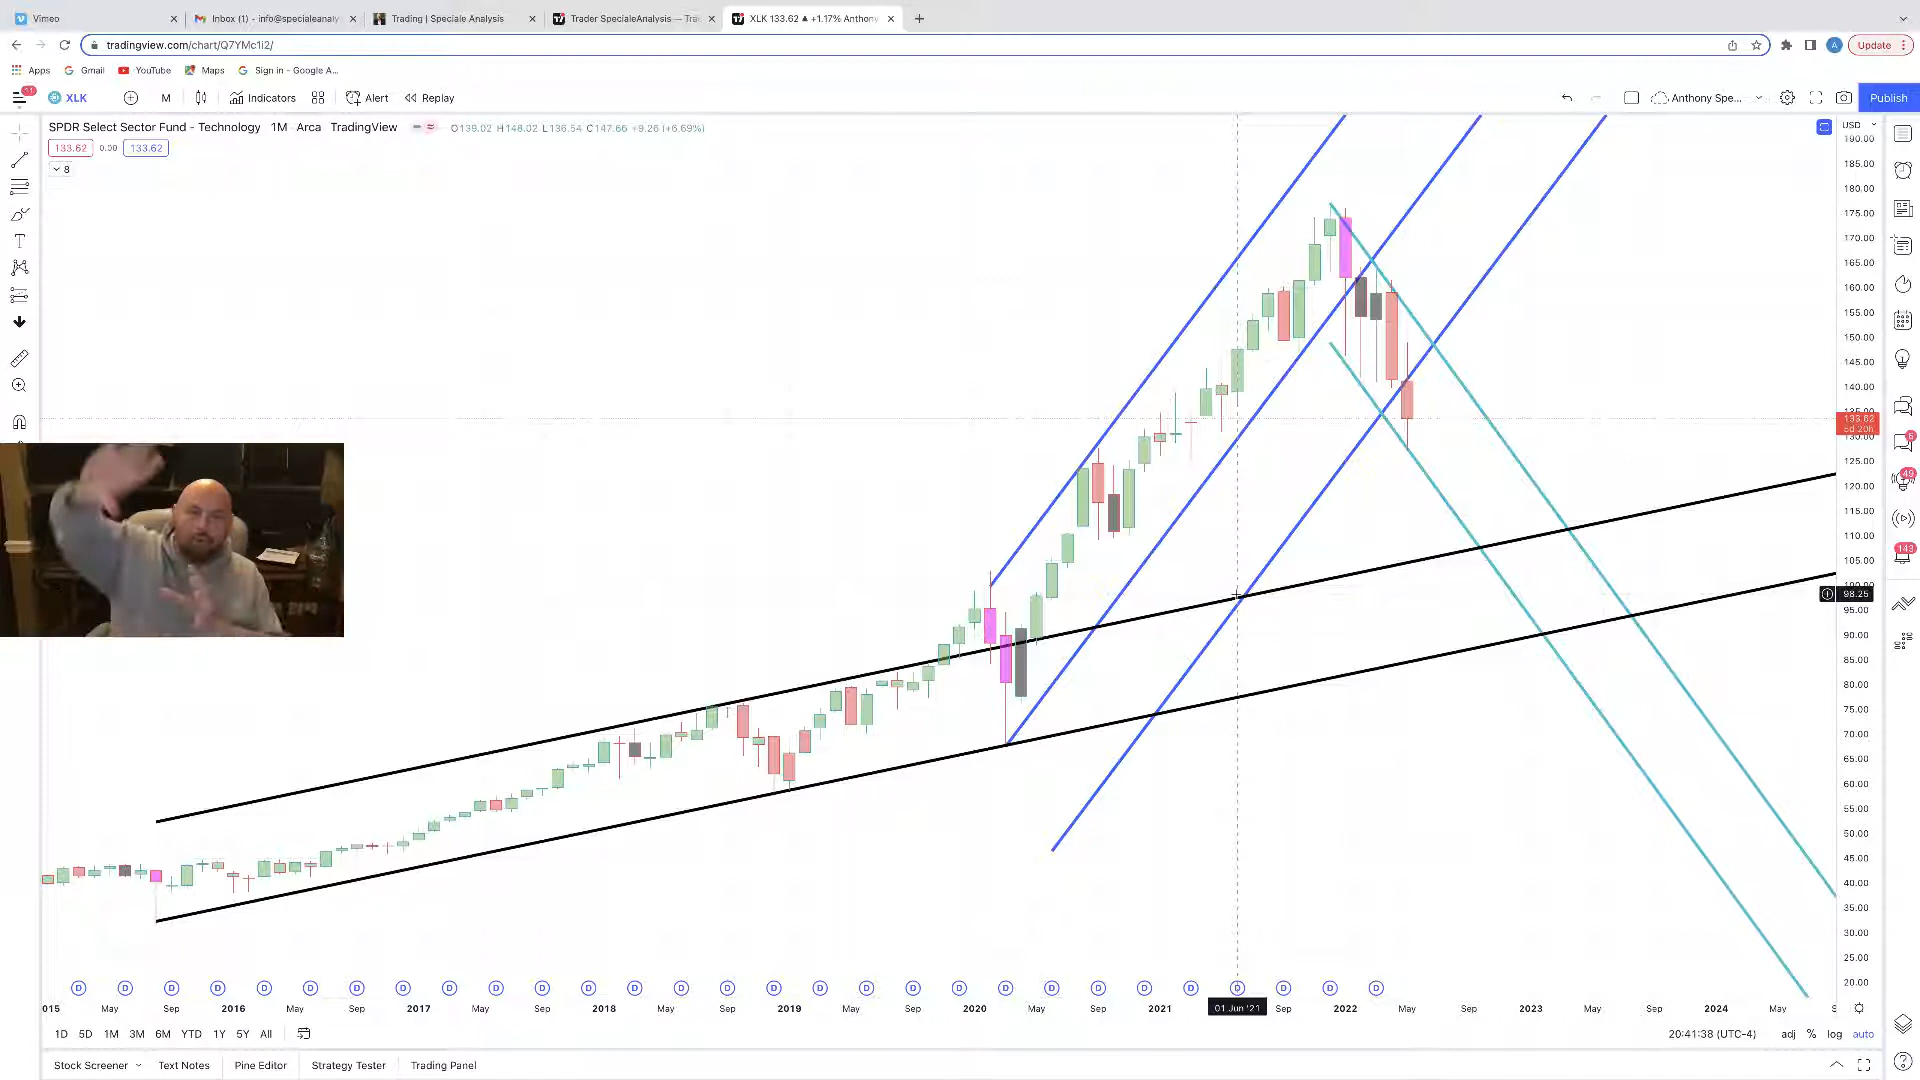 Vimeo
Inbox (1) - info@specialeanaly
Trading | Speciale Analysis
Trader SpecialeAnalysis — Tra
XLK 133.62 ▲ +1.17% Anthony
tradingview.com/chart/Q7YMc1i2/
Update
Apps Gmail YouTube Maps Sign in - Google A...
11
XLK M Indicators Alert Replay Anthony Spe... Publish
SPDR Select Sector Fund - Technology 1M Arca TradingView O139.02 H148.02 L136.54 C147.66 +9.26 (+6.69%)
133.62 0.00 133.62
8
USD
190.00
185.00
180.00
175.00
170.00
165.00
160.00
155.00
150.00
145.00
140.00
133.62
5d 20h
130.00
125.00
120.00
115.00
110.00
105.00
98.25
95.00
90.00
85.00
80.00
75.00
70.00
65.00
60.00
55.00
50.00
45.00
40.00
35.00
30.00
25.00
20.00
49
143
D D D D D D D D D D D D D D D D D D D D D D D D D D D D D
015 May Sep 2016 May Sep 2017 May Sep 2018 May Sep 2019 May Sep 2020 May Sep 2021 01 Jun '21 Sep 2022 May Sep 2023 May Sep 2024 May S
1D 5D 1M 3M 6M YTD 1Y 5Y All 20:41:38 (UTC-4) adj % log auto
Stock Screener Text Notes Pine Editor Strategy Tester Trading Panel